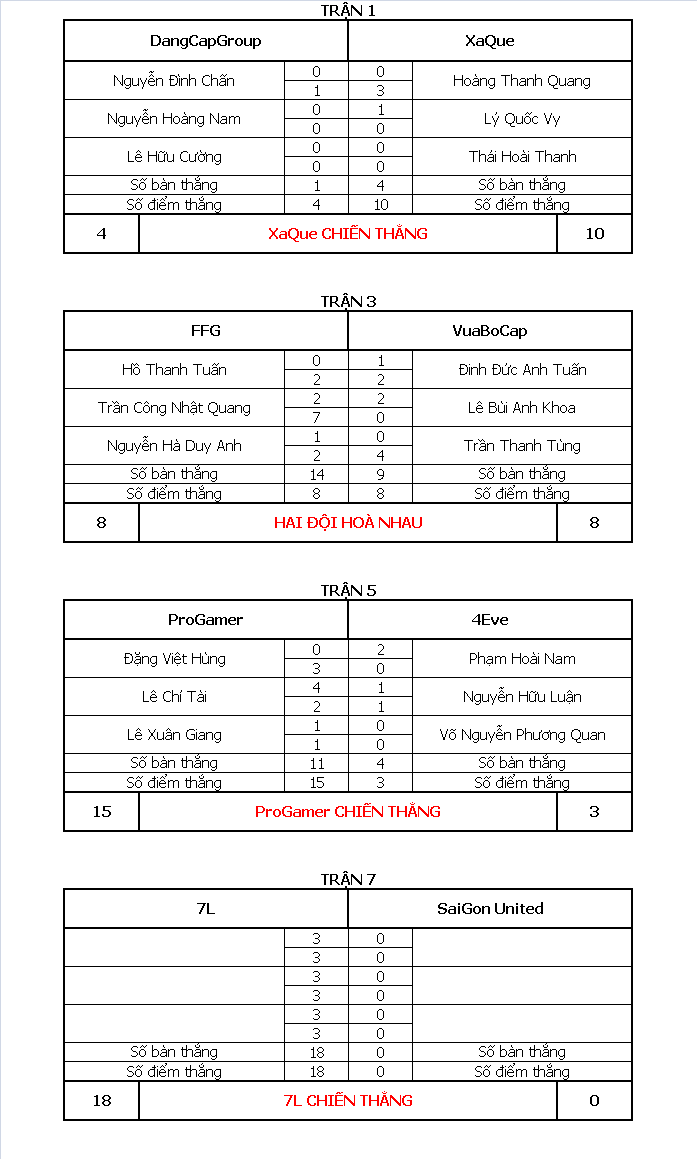 TRẬN 1
DangCapGroup XaQue
Nguyễn Đình Chấn 0 0 Hoàng Thanh Quang
1 3
Nguyễn Hoàng Nam 0 1 Lý Quốc Vy
0 0
Lê Hữu Cường 0 0 Thái Hoài Thanh
0 0
Số bàn thắng 1 4 Số bàn thắng
Số điểm thắng 4 10 Số điểm thắng
4 XaQue CHIẾN THẮNG 10
TRẬN 3
FFG VuaBoCap
Hồ Thanh Tuấn 0 1 Đinh Đức Anh Tuấn
2 2
Trần Công Nhật Quang 2 2 Lê Bùi Anh Khoa
7 0
Nguyễn Hà Duy Anh 1 0 Trần Thanh Tùng
2 4
Số bàn thắng 14 9 Số bàn thắng
Số điểm thắng 8 8 Số điểm thắng
8 HAI ĐỘI HOÀ NHAU 8
TRẬN 5
ProGamer 4Eve
Đặng Việt Hùng 0 2 Phạm Hoài Nam
3 0
Lê Chí Tài 4 1 Nguyễn Hữu Luận
2 1
Lê Xuân Giang 1 0 Võ Nguyễn Phương Quan
1 0
Số bàn thắng 11 4 Số bàn thắng
Số điểm thắng 15 3 Số điểm thắng
15 ProGamer CHIẾN THẮNG 3
TRẬN 7
7L SaiGon United
3 0
3 0
3 0
3 0
3 0
3 0
Số bàn thắng 18 0 Số bàn thắng
Số điểm thắng 18 0 Số điểm thắng
18 7L CHIẾN THẮNG 0